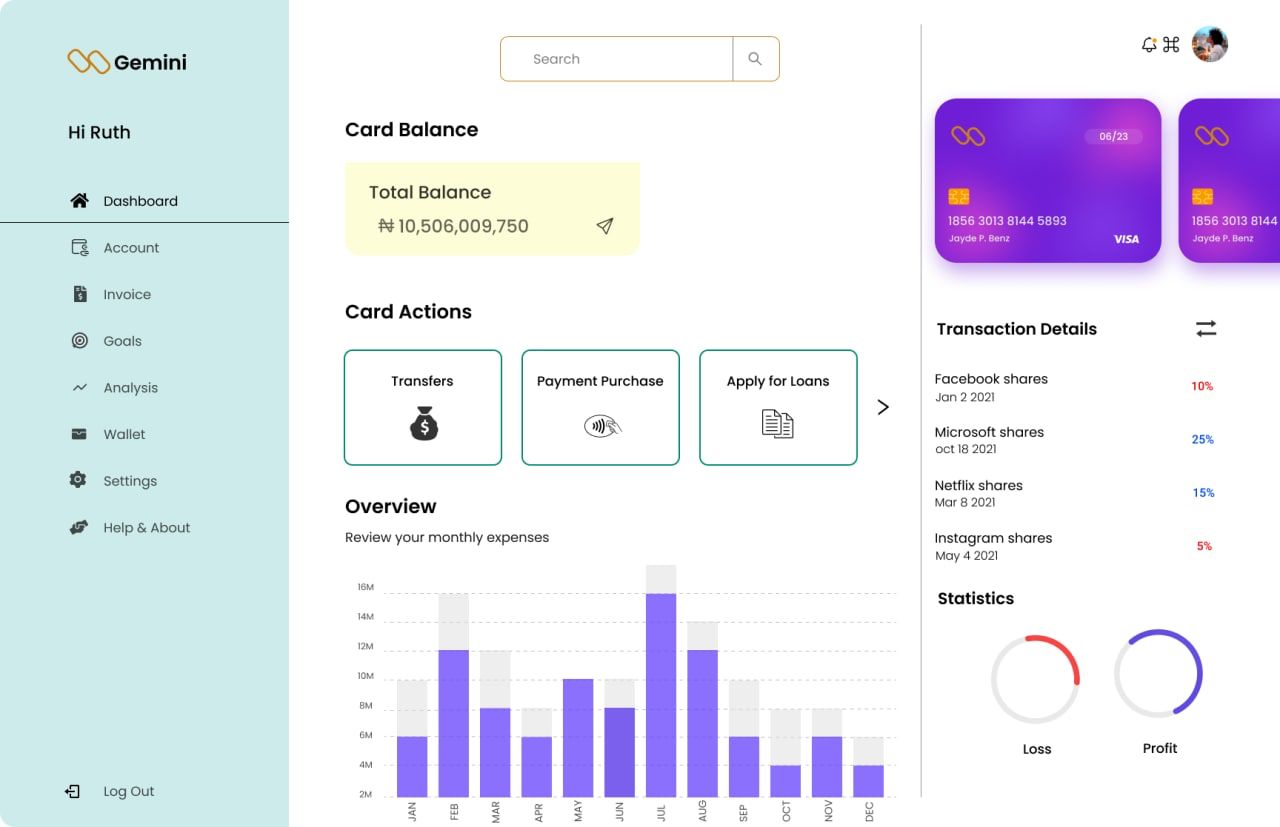 Gemini
Hi Ruth
Dashboard
Account
Invoice
Goals
Analysis
Wallet
Settings
Help & About
Log Out
Search
Card Balance
Total Balance
₦ 10,506,009,750
Card Actions
Transfers
Payment Purchase
Apply for Loans
Overview
Review your monthly expenses
16M
14M
12M
10M
8M
6M
4M
2M
JAN
FEB
MAR
APR
MAY
JUN
JUL
AUG
SEP
OCT
NOV
DEC
06/23
1856 3013 8144 5893
Jayde P. Benz
VISA
1856 3013 8144
Jayde P. Benz
Transaction Details
Facebook shares
Jan 2 2021
10%
Microsoft shares
oct 18 2021
25%
Netflix shares
Mar 8 2021
15%
Instagram shares
May 4 2021
5%
Statistics
Loss
Profit